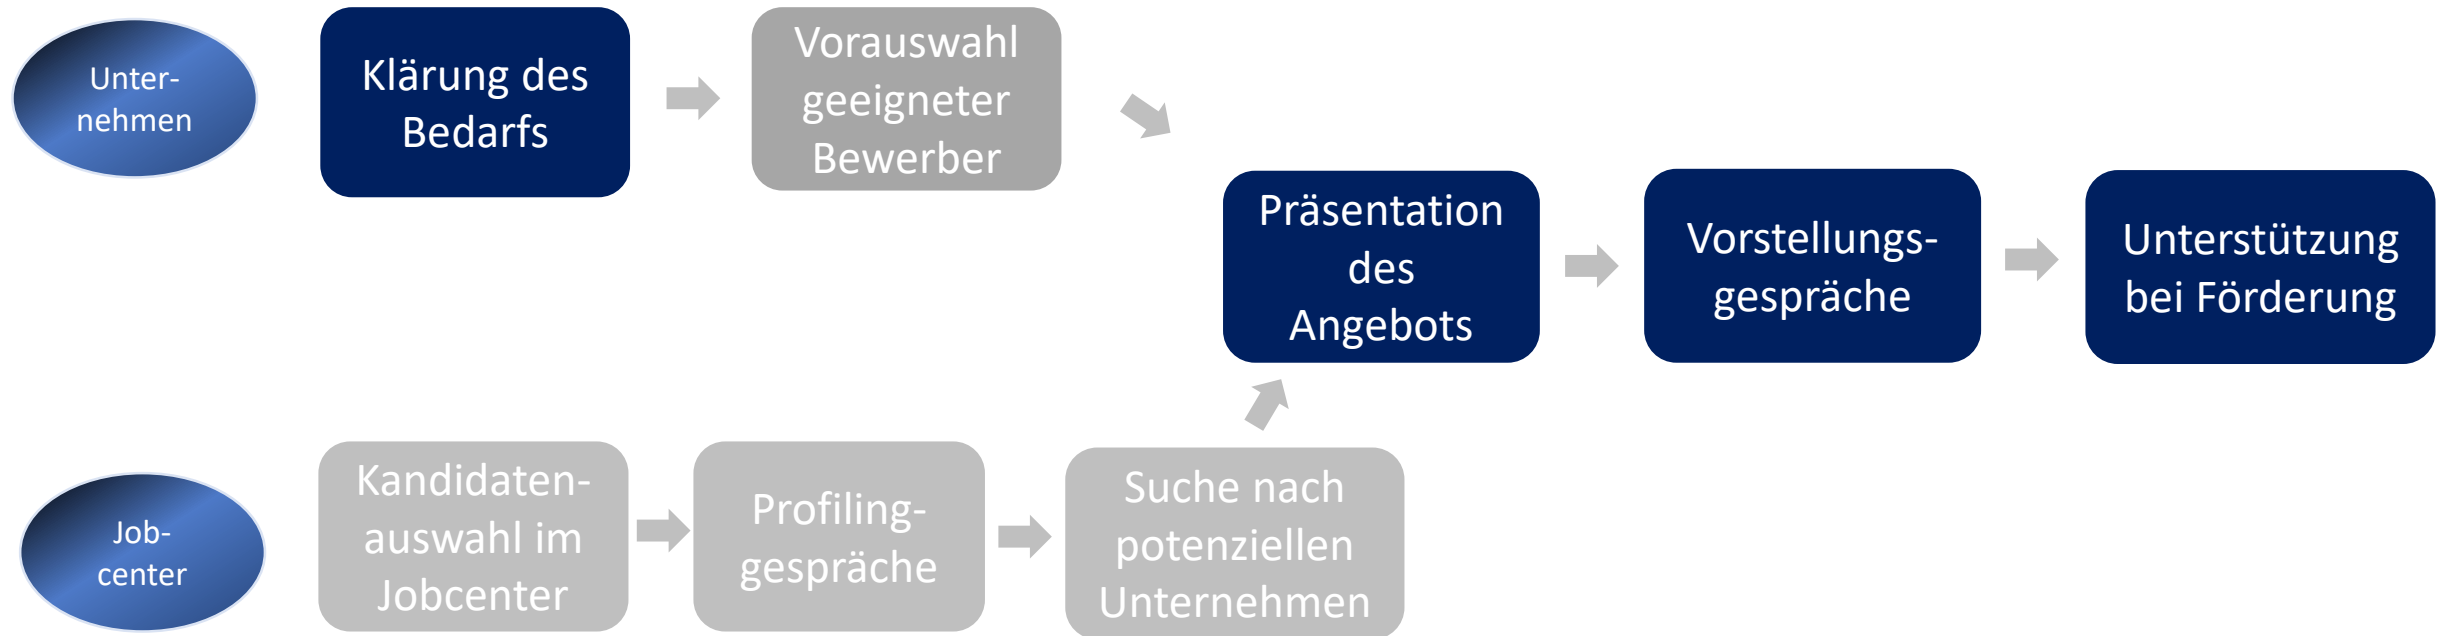 Unter-
nehmen
Klärung des
Bedarfs
Vorauswahl
geeigneter
Bewerber
Präsentation
des
Angebots
Vorstellungs-
gespräche
Unterstützung
bei Förderung
Job-
center
Kandidaten-
auswahl im
Jobcenter
Profiling-
gespräche
Suche nach
potenziellen
Unternehmen